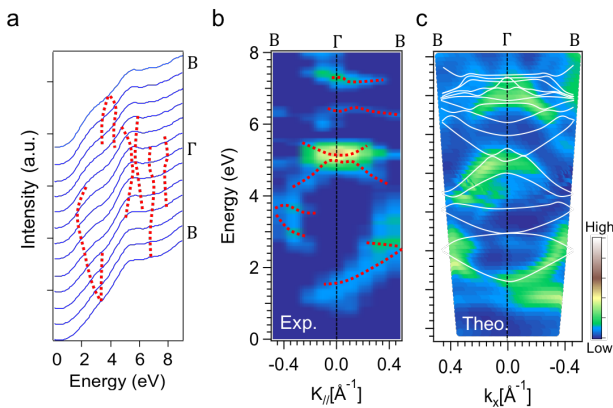 a
b
c
B
Γ
B
B
Γ
B
B
Γ
B
Intensity (a.u.)
0
2
4
6
8
Energy (eV)
Energy (eV)
8
6
4
2
0
Exp.
-0.4
0.0
0.4
K//[Å⁻¹]
Theo.
0.4
0.0
-0.4
kx[Å⁻¹]
High
Low